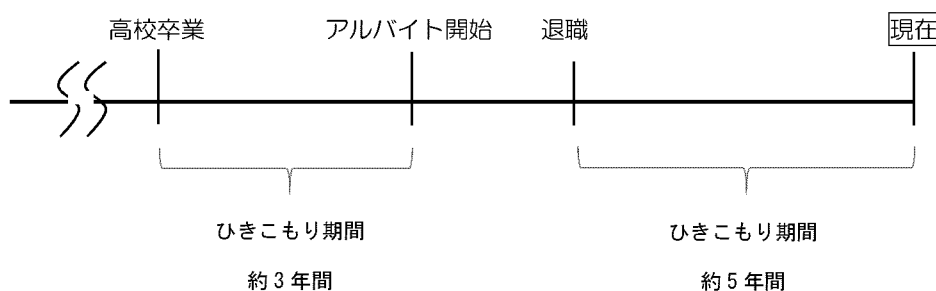 高校卒業 アルバイト開始 退職 現在
ひきこもり期間 ひきこもり期間
約3年間 約5年間